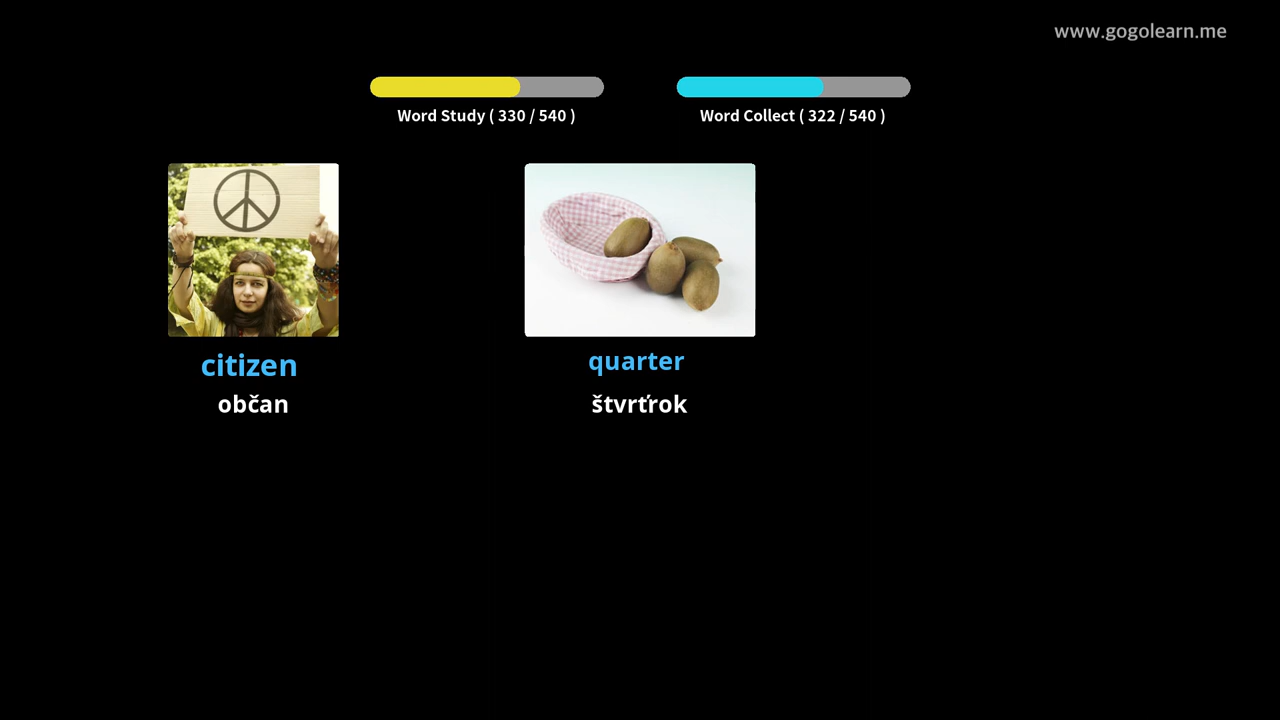 www.gogolearn.me
Word Study ( 330 / 540 )
Word Collect ( 322 / 540 )
citizen
občan
quarter
štvrťrok